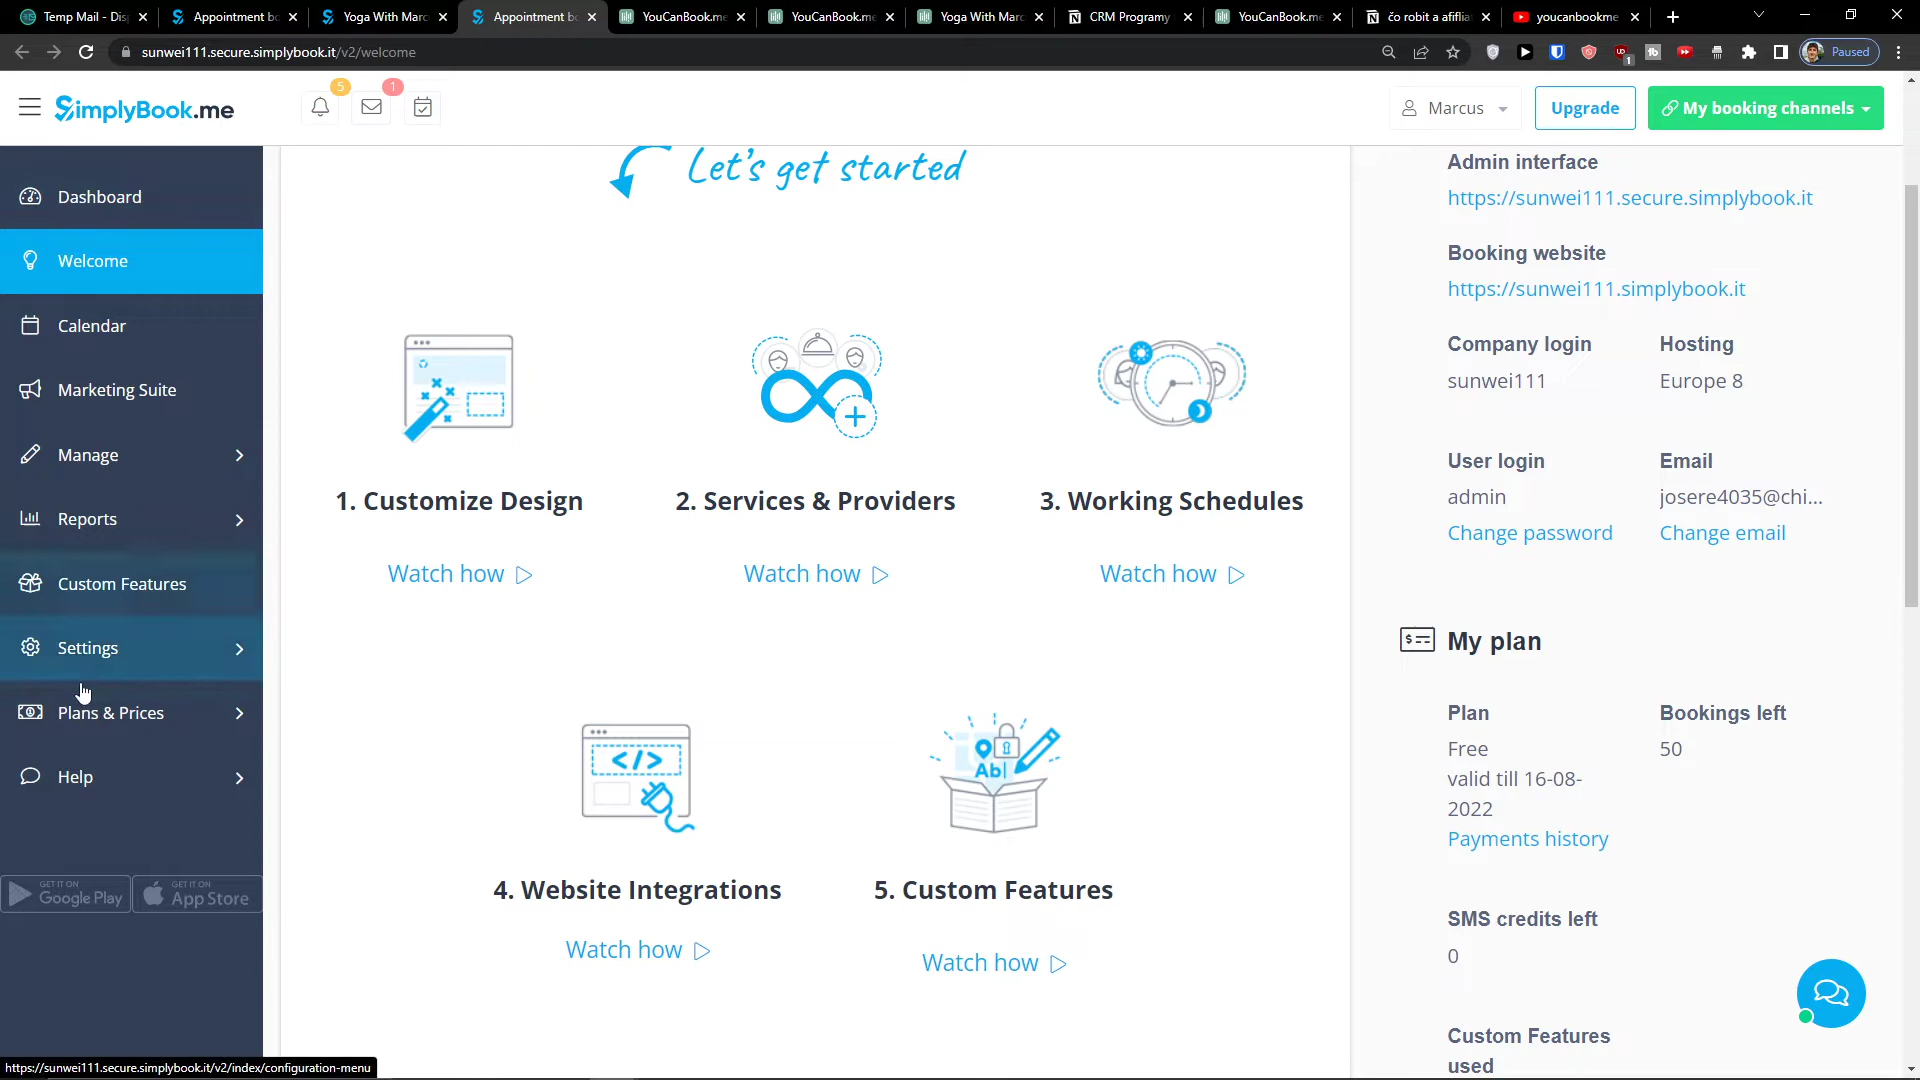 Temp Mail - Dis
Appointment bo
Yoga With Marc
Appointment bo
YouCanBook.me
YouCanBook.me
Yoga With Marc
CRM Programy
YouCanBook.me
čo robit a afiflia
youcanbookme
sunwei111.secure.simplybook.it/v2/welcome
Paused
SimplyBook.me
5
1
Marcus
Upgrade
My booking channels
Dashboard
Welcome
Calendar
Marketing Suite
Manage
Reports
Custom Features
Settings
Plans & Prices
Help
GET IT ON
Google Play
GET IT ON
App Store
Let's get started
1. Customize Design
Watch how
2. Services & Providers
Watch how
3. Working Schedules
Watch how
</>
4. Website Integrations
Watch how
Ab|
5. Custom Features
Watch how
Admin interface
https://sunwei111.secure.simplybook.it
Booking website
https://sunwei111.simplybook.it
Company login
sunwei111
Hosting
Europe 8
User login
admin
Change password
Email
josere4035@chi...
Change email
My plan
Plan
Free
valid till 16-08-
2022
Payments history
Bookings left
50
SMS credits left
0
Custom Features
used
https://sunwei111.secure.simplybook.it/v2/index/configuration-menu